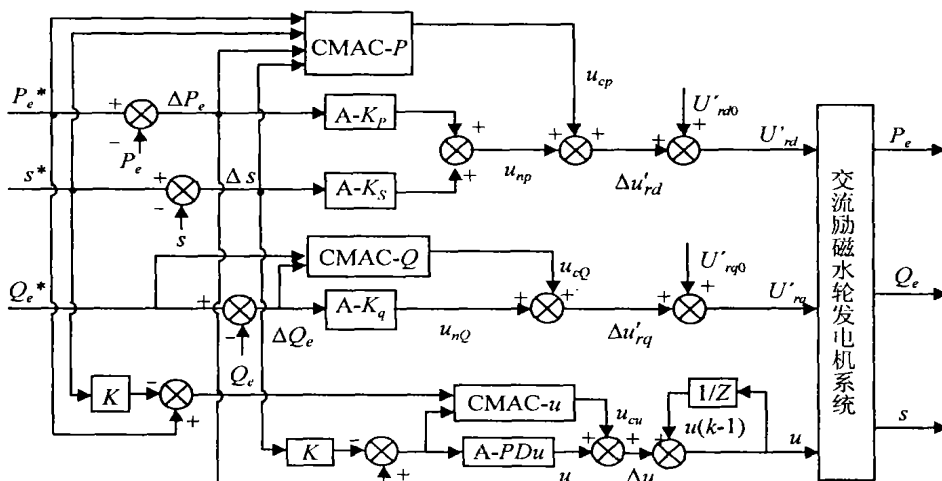 CMAC-P
u_cp
P_e*
+
ΔP_e
A-K_P
+
U'_rd0
−
P_e
+
+
+
+
+
U'_rd
P_e
s*
+
Δs
A-K_S
+
u_np
Δu'_rd
−
s
CMAC-Q
u_cQ
U'_rq0
Q_e*
+
ΔQ_e
A-K_q
+
+
+
+
U'_rq
Q_e
−
Q_e
u_nQ
Δu'_rq
交流励磁水轮发电机系统
K
−
+
CMAC-u
u_cu
1/Z
u(k-1)
s
K
−
+
A-PDu
u
+
+
Δu
+
+
u